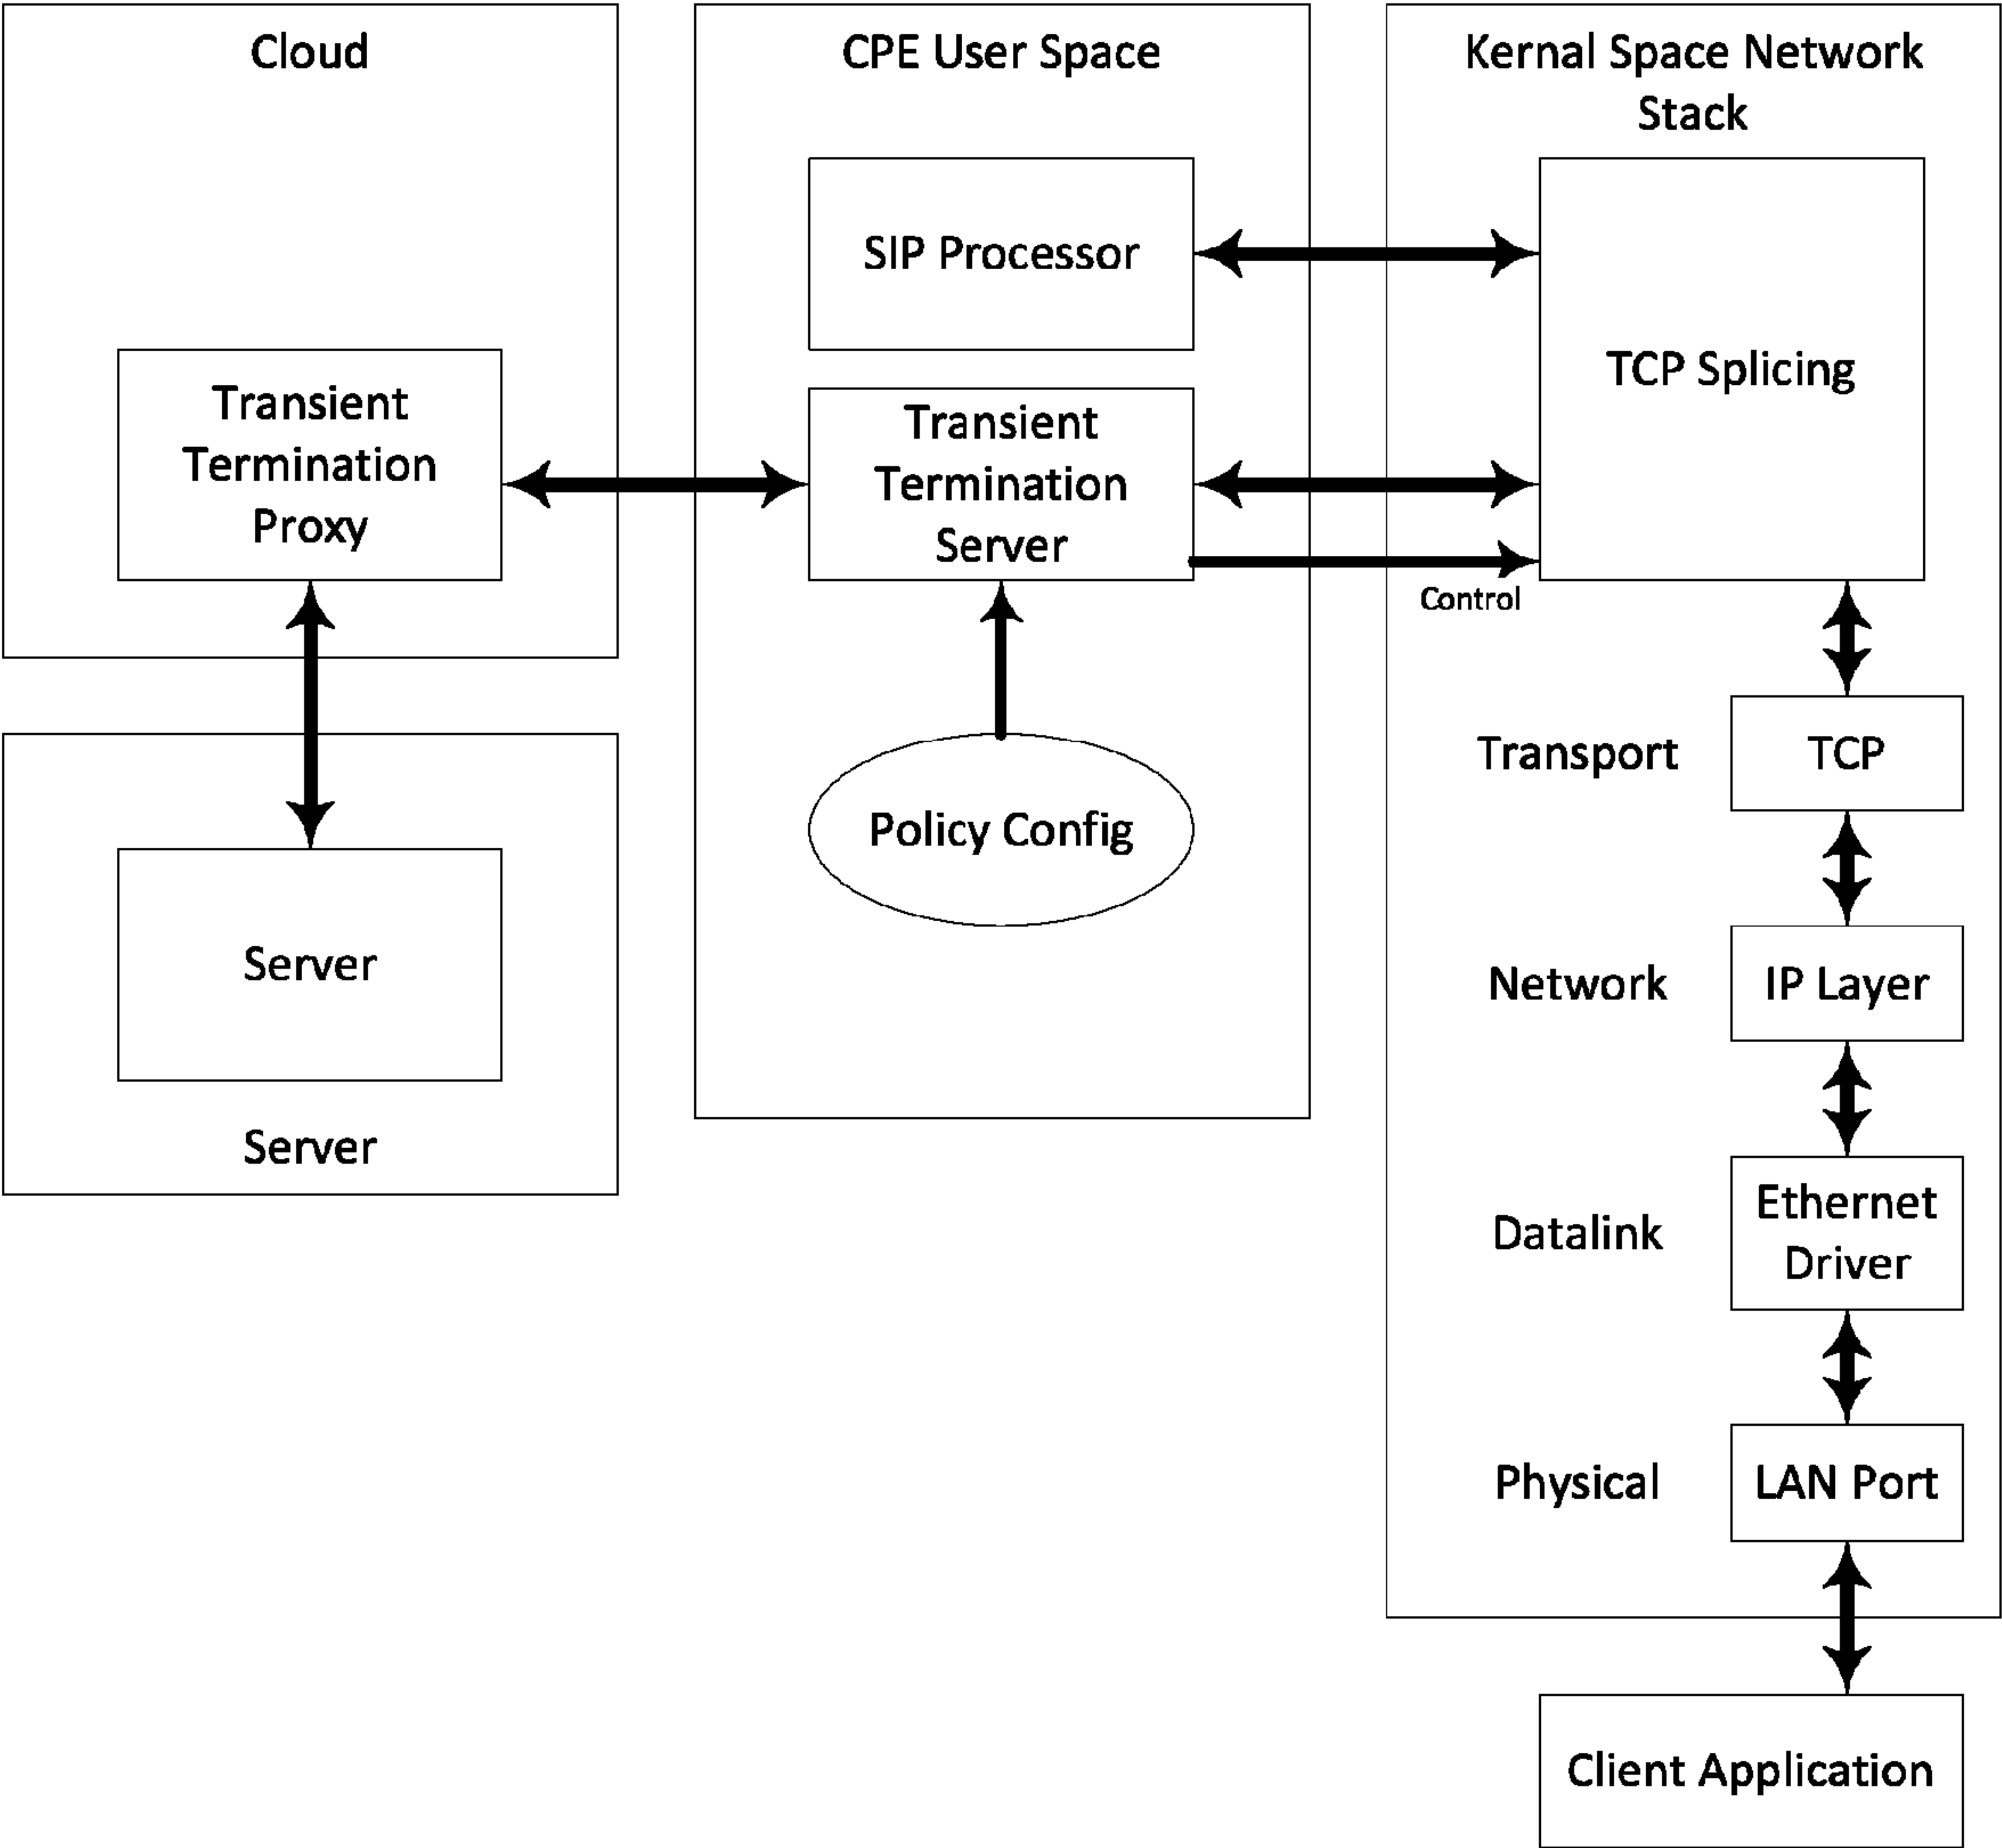 Cloud
Transient
Termination
Proxy
Server
Server
CPE User Space
SIP Processor
Transient
Termination
Server
Policy Config
Kernal Space Network
Stack
TCP Splicing
Control
Transport
TCP
Network
IP Layer
Datalink
Ethernet
Driver
Physical
LAN Port
Client Application